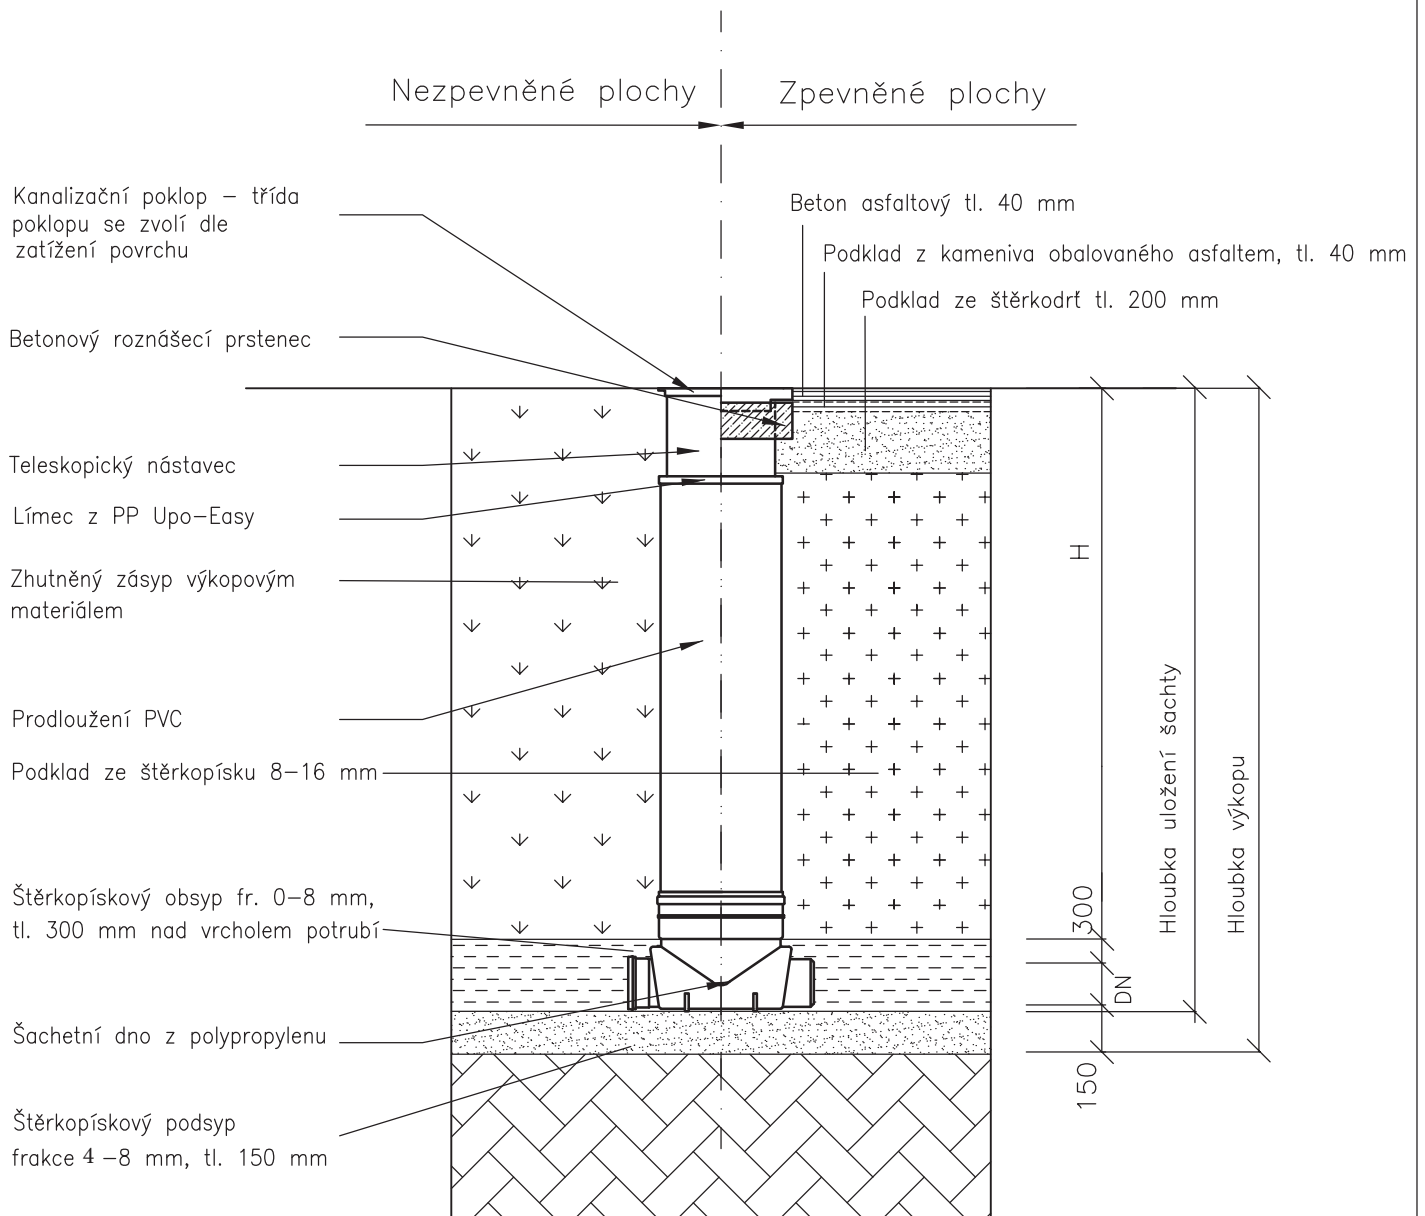 Nezpevněné plochy
Zpevněné plochy
Kanalizační poklop – třída
poklopu se zvolí dle
zatížení povrchu
Beton asfaltový tl. 40 mm
Podklad z kameniva obalovaného asfaltem, tl. 40 mm
Podklad ze štěrkodrť tl. 200 mm
Betonový roznášecí prstenec
Teleskopický nástavec
Límec z PP Upo–Easy
Zhutněný zásyp výkopovým
materiálem
Prodloužení PVC
Podklad ze štěrkopísku 8–16 mm
Štěrkopískový obsyp fr. 0–8 mm,
tl. 300 mm nad vrcholem potrubí
Šachetní dno z polypropylenu
Štěrkopískový podsyp
frakce 4 –8 mm, tl. 150 mm
H
300
DN
150
Hloubka uložení šachty
Hloubka výkopu